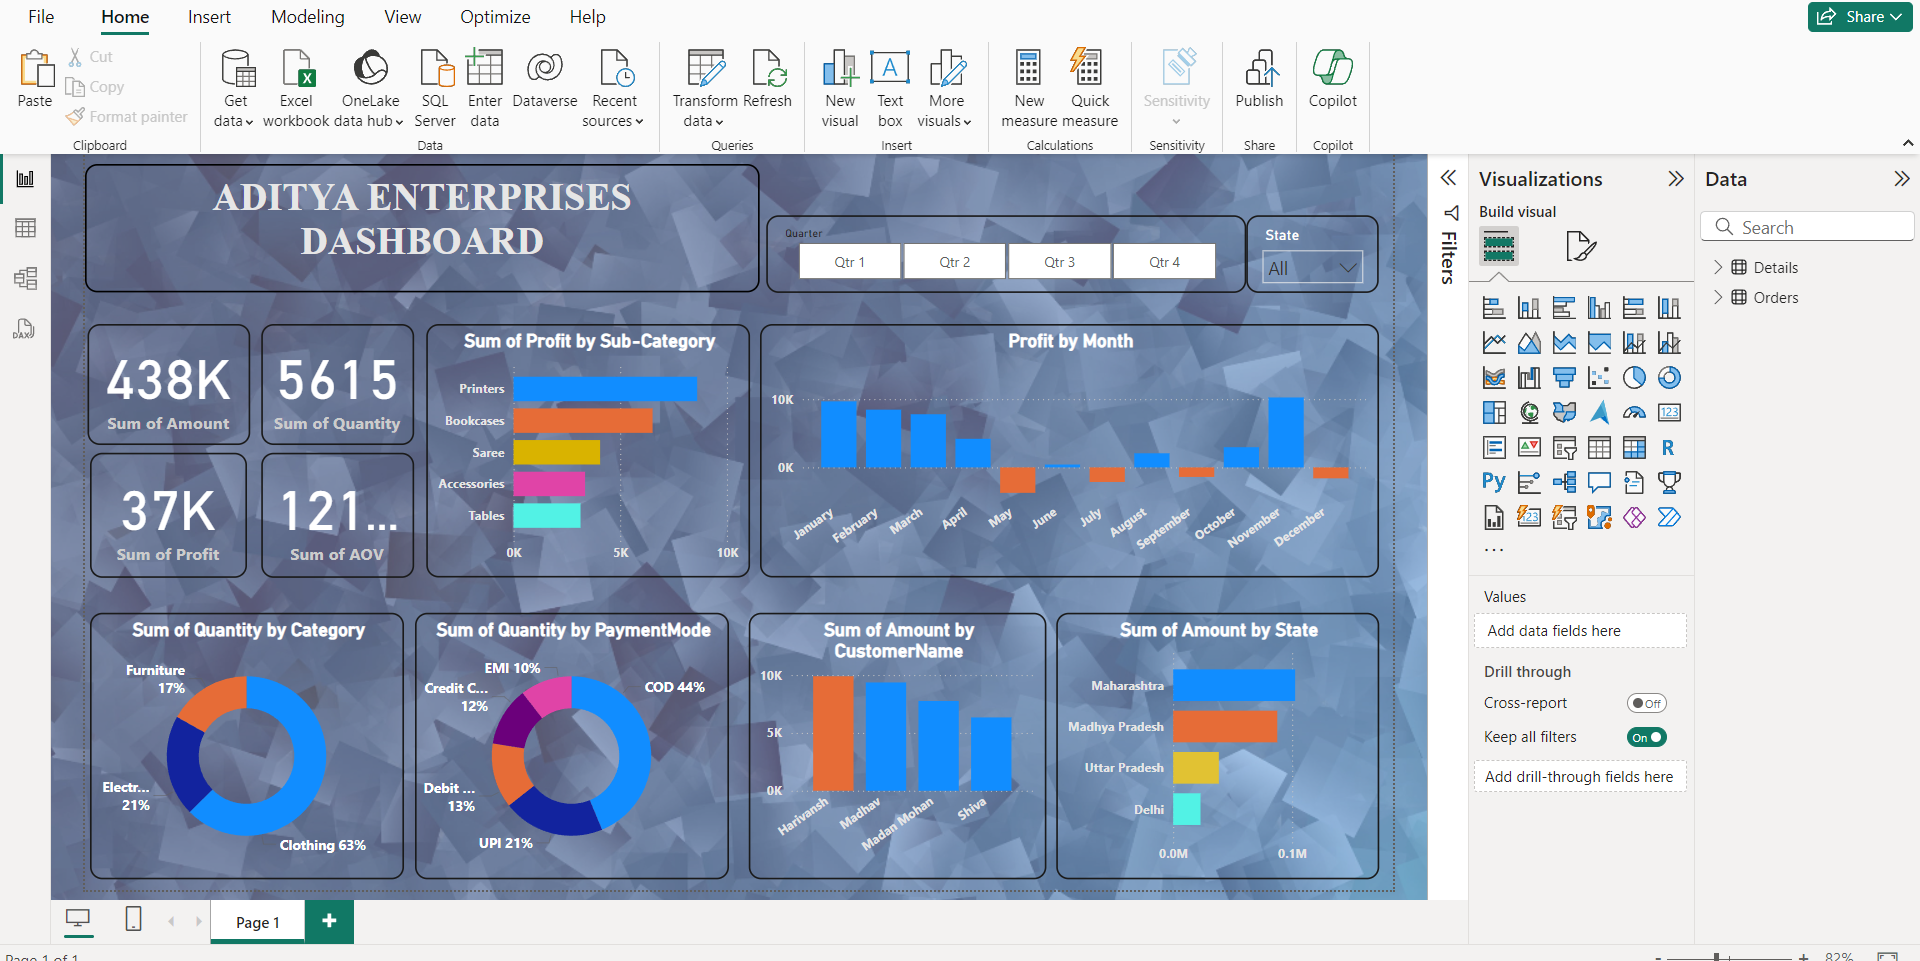 File Home Insert Modeling View Optimize Help Share
Paste
Cut
Copy
Format painter
Clipboard
Get data
Excel workbook
OneLake data hub
SQL Server
Enter data
Dataverse
Recent sources
Data
Transform data
Refresh
Queries
New visual
Text box
More visuals
Insert
New measure
Quick measure
Calculations
Sensitivity
Sensitivity
Publish
Share
Copilot
Copilot
ADITYA ENTERPRISES
DASHBOARD
Quarter
Qtr 1 Qtr 2 Qtr 3 Qtr 4
State
All
438K
Sum of Amount
5615
Sum of Quantity
37K
Sum of Profit
121...
Sum of AOV
Sum of Profit by Sub-Category
Printers
Bookcases
Saree
Accessories
Tables
0K 5K 10K
Profit by Month
10K
0K
January February March April May June July August September October November December
Sum of Quantity by Category
Furniture
17%
Electr...
21%
Clothing 63%
Sum of Quantity by PaymentMode
EMI 10%
Credit C...
12%
COD 44%
Debit ...
13%
UPI 21%
Sum of Amount by
CustomerName
10K
5K
0K
Harivansh Madhav Madan Mohan Shiva
Sum of Amount by State
Maharashtra
Madhya Pradesh
Uttar Pradesh
Delhi
0.0M 0.1M
Filters
Visualizations
Build visual
123
R
Py
123
...
Values
Add data fields here
Drill through
Cross-report Off
Keep all filters On
Add drill-through fields here
Data
Search
Details
Orders
DAX
Page 1
Page 1 of 1
82%